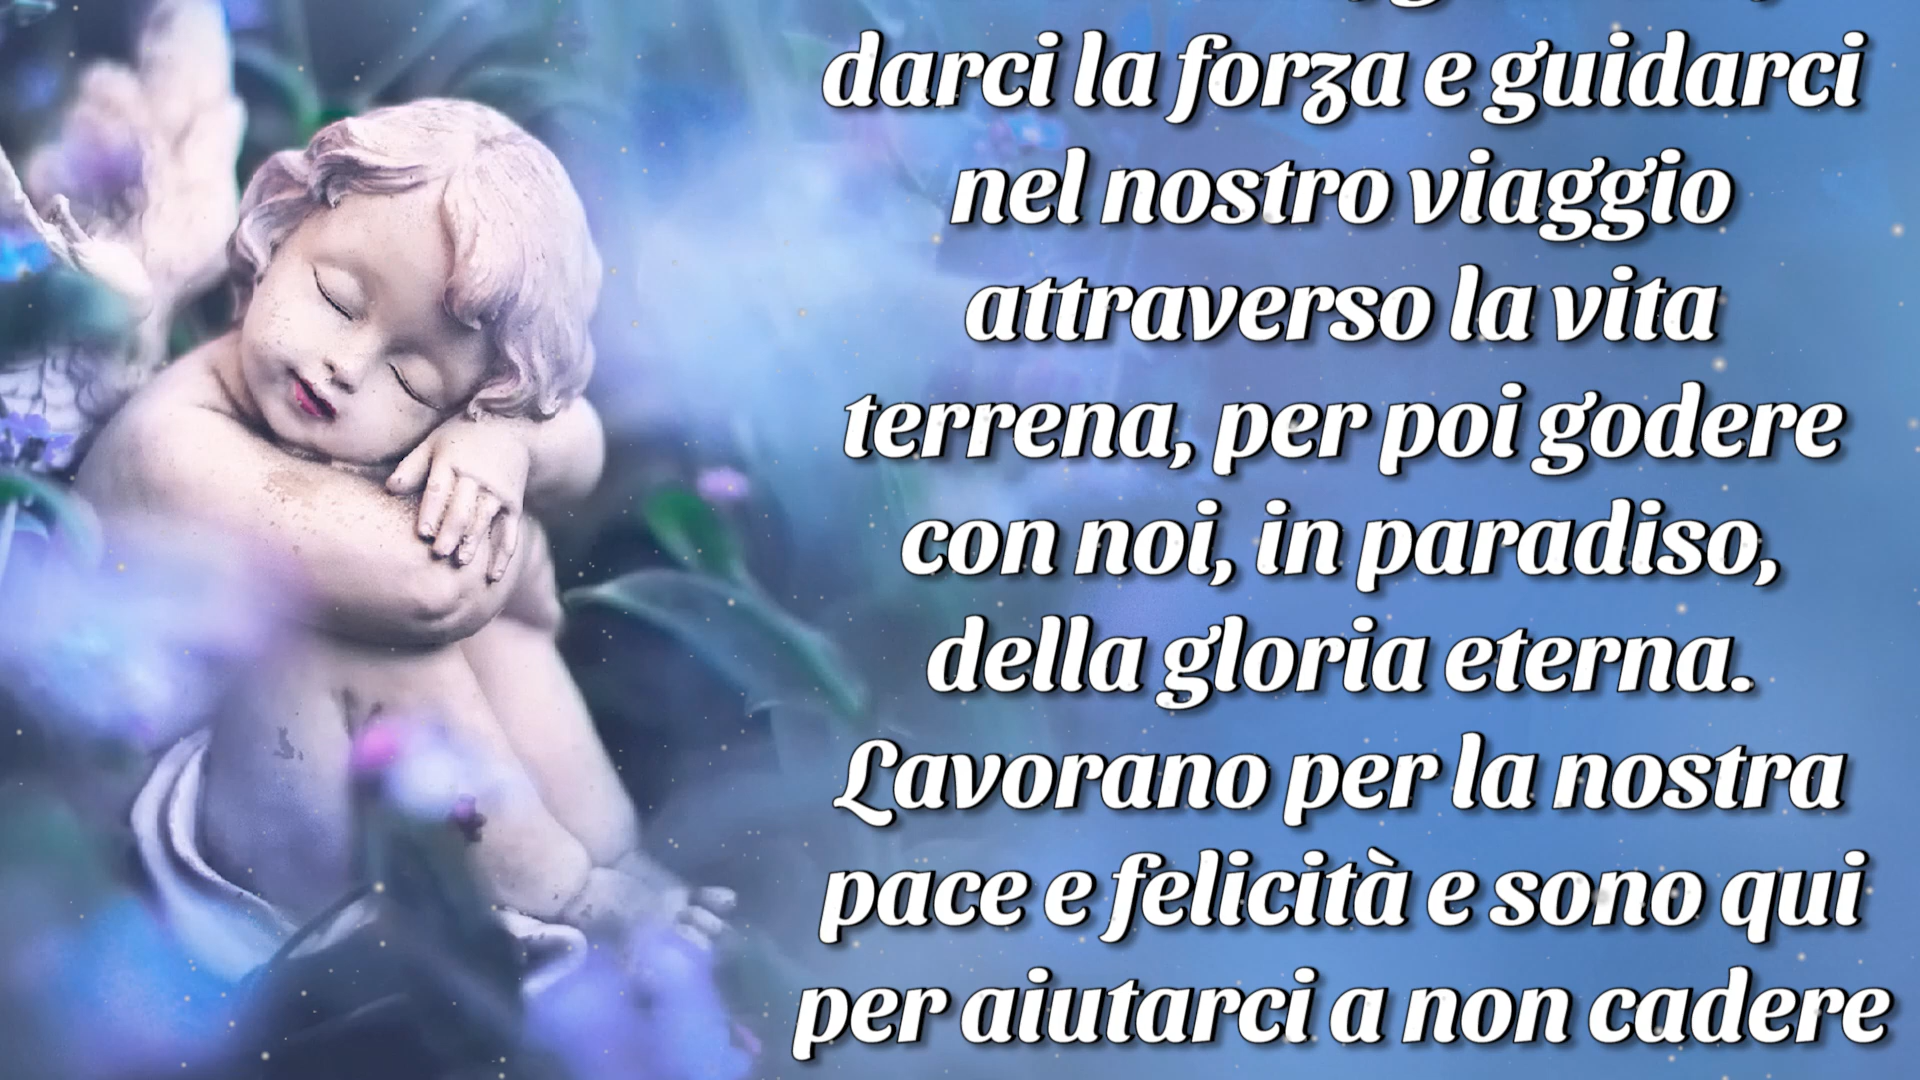 darci la forza e guidarci
nel nostro viaggio
attraverso la vita
terrena, per poi godere
con noi, in paradiso,
della gloria eterna.
Lavorano per la nostra
pace e felicità e sono qui
per aiutarci a non cadere